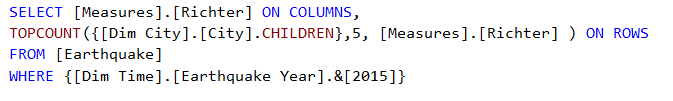 SELECT [Measures].[Richter] ON COLUMNS,
TOPCOUNT({[Dim City].[City].CHILDREN},5, [Measures].[Richter] ) ON ROWS
FROM [Earthquake]
WHERE {[Dim Time].[Earthquake Year].&[2015]}